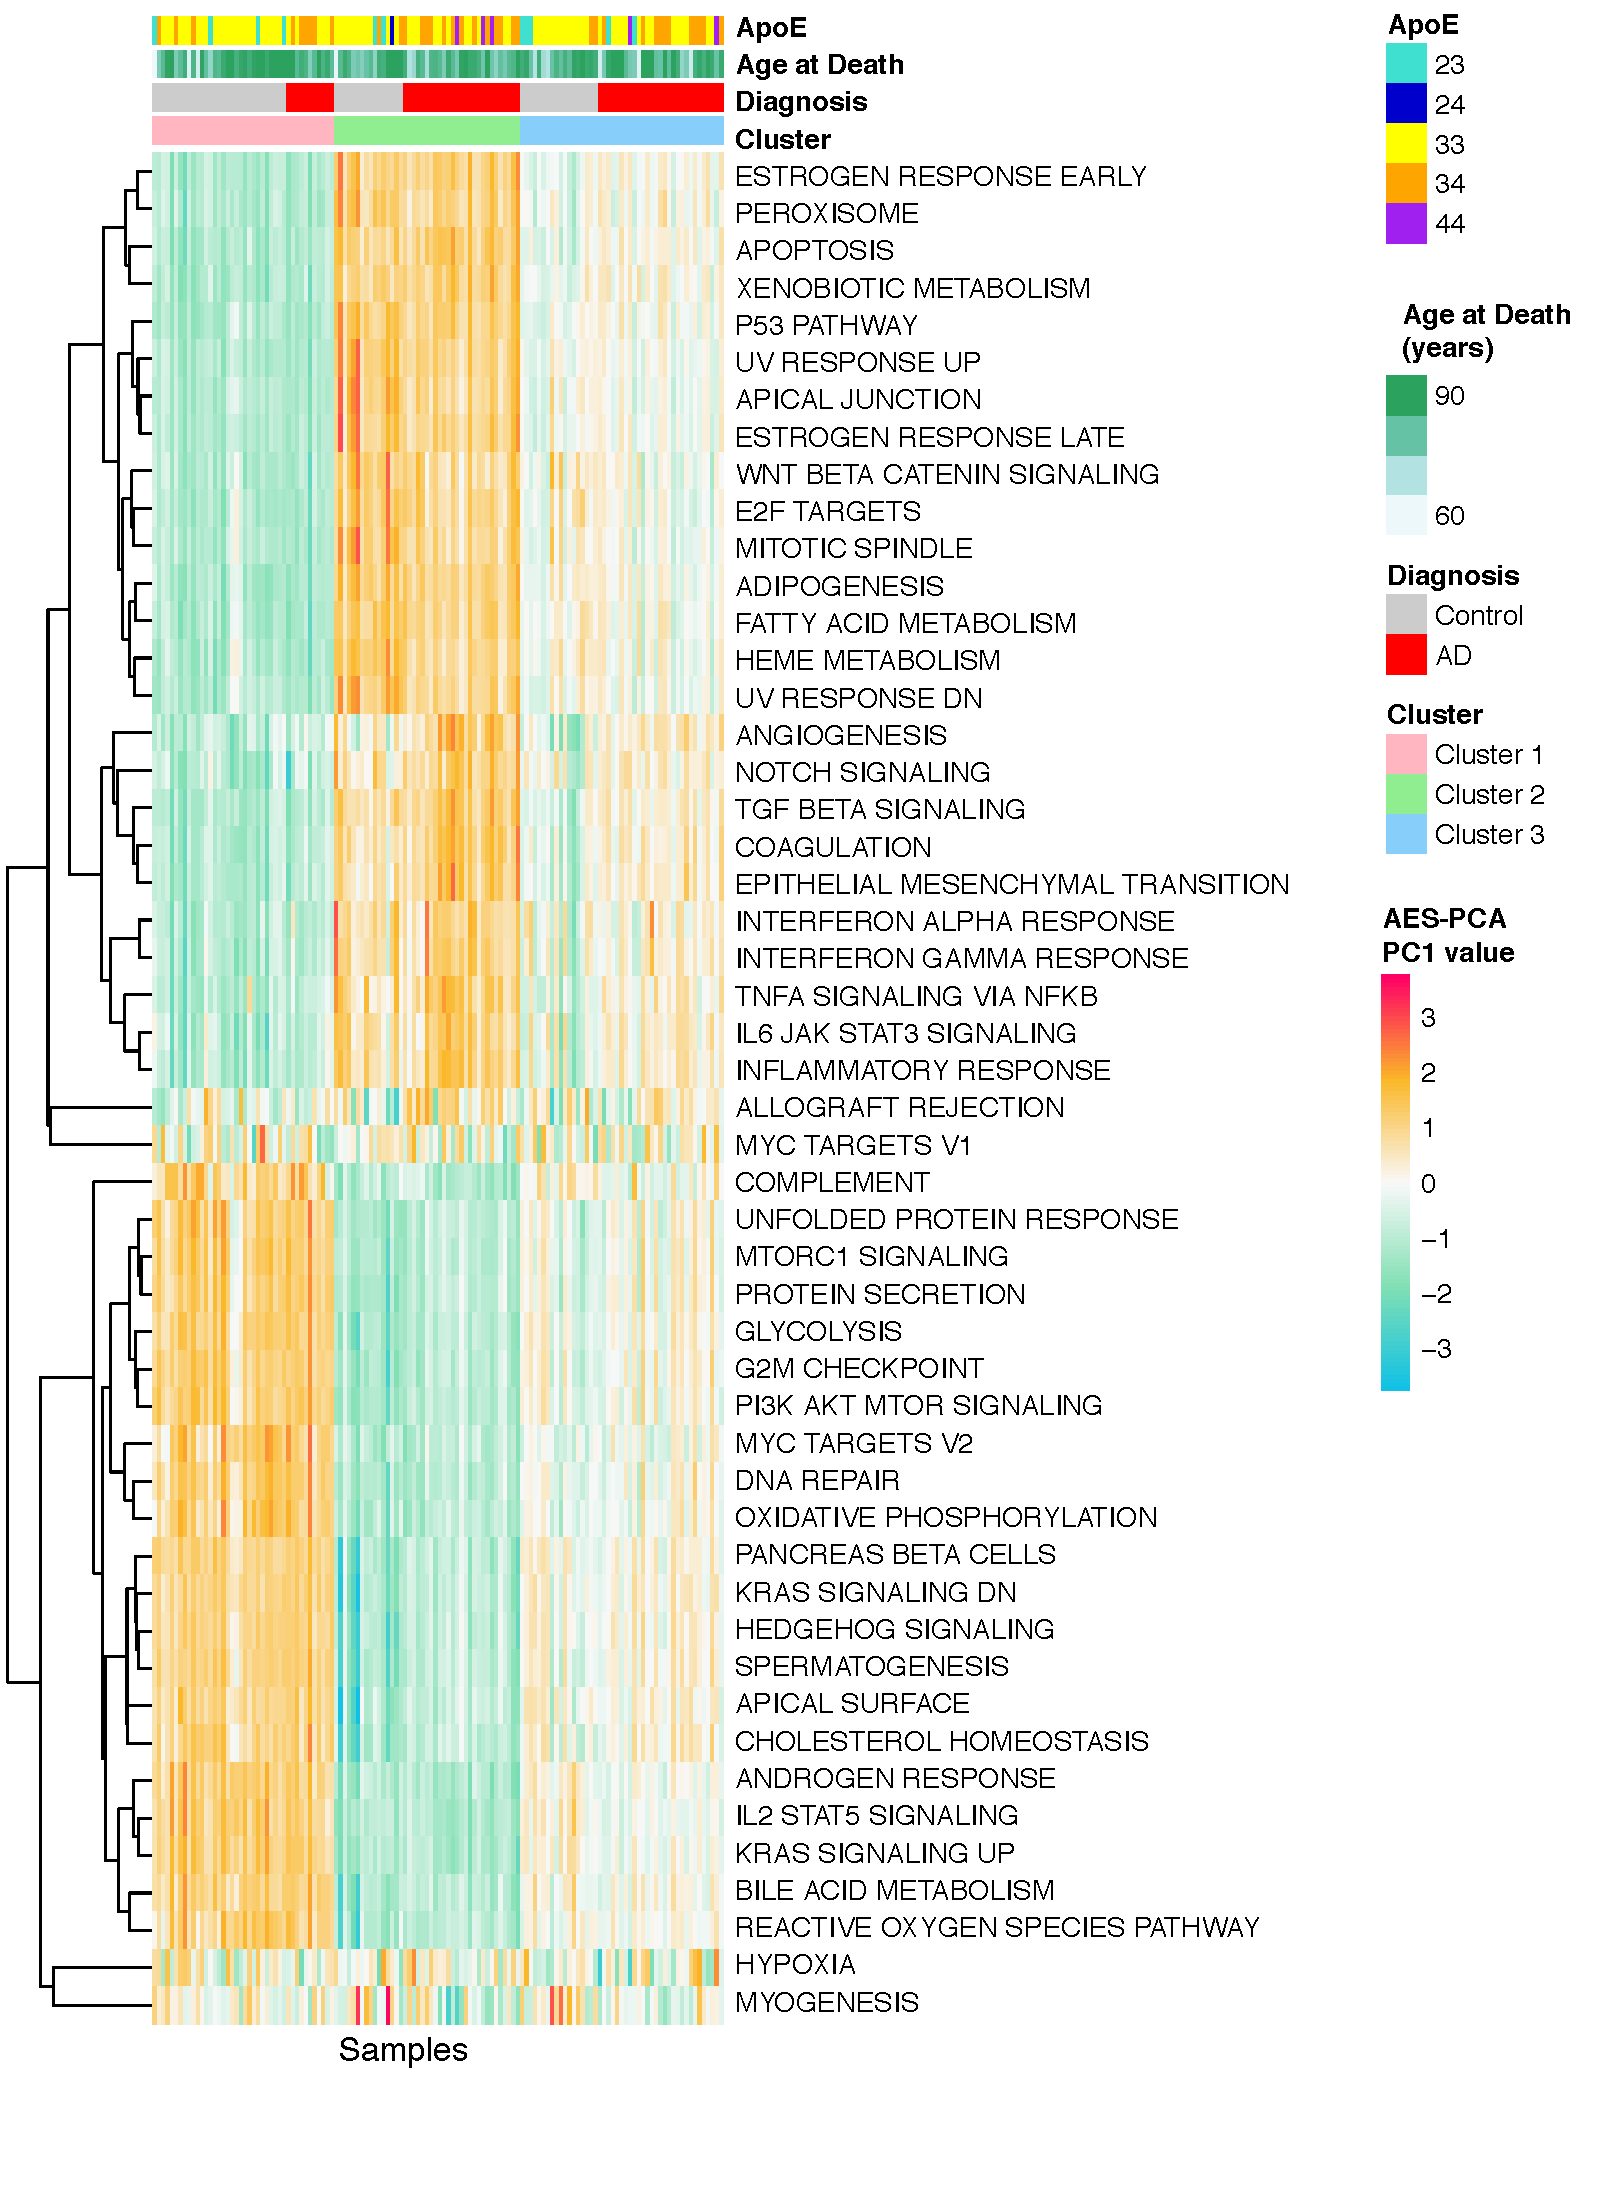 ApoE
Age at Death
Diagnosis
Cluster
ESTROGEN RESPONSE EARLY
PEROXISOME
APOPTOSIS
XENOBIOTIC METABOLISM
P53 PATHWAY
UV RESPONSE UP
APICAL JUNCTION
ESTROGEN RESPONSE LATE
WNT BETA CATENIN SIGNALING
E2F TARGETS
MITOTIC SPINDLE
ADIPOGENESIS
FATTY ACID METABOLISM
HEME METABOLISM
UV RESPONSE DN
ANGIOGENESIS
NOTCH SIGNALING
TGF BETA SIGNALING
COAGULATION
EPITHELIAL MESENCHYMAL TRANSITION
INTERFERON ALPHA RESPONSE
INTERFERON GAMMA RESPONSE
TNFA SIGNALING VIA NFKB
IL6 JAK STAT3 SIGNALING
INFLAMMATORY RESPONSE
ALLOGRAFT REJECTION
MYC TARGETS V1
COMPLEMENT
UNFOLDED PROTEIN RESPONSE
MTORC1 SIGNALING
PROTEIN SECRETION
GLYCOLYSIS
G2M CHECKPOINT
PI3K AKT MTOR SIGNALING
MYC TARGETS V2
DNA REPAIR
OXIDATIVE PHOSPHORYLATION
PANCREAS BETA CELLS
KRAS SIGNALING DN
HEDGEHOG SIGNALING
SPERMATOGENESIS
APICAL SURFACE
CHOLESTEROL HOMEOSTASIS
ANDROGEN RESPONSE
IL2 STAT5 SIGNALING
KRAS SIGNALING UP
BILE ACID METABOLISM
REACTIVE OXYGEN SPECIES PATHWAY
HYPOXIA
MYOGENESIS
Samples
ApoE
23
24
33
34
44
Age at Death
(years)
90
60
Diagnosis
Control
AD
Cluster
Cluster 1
Cluster 2
Cluster 3
AES-PCA
PC1 value
3
2
1
0
−1
−2
−3